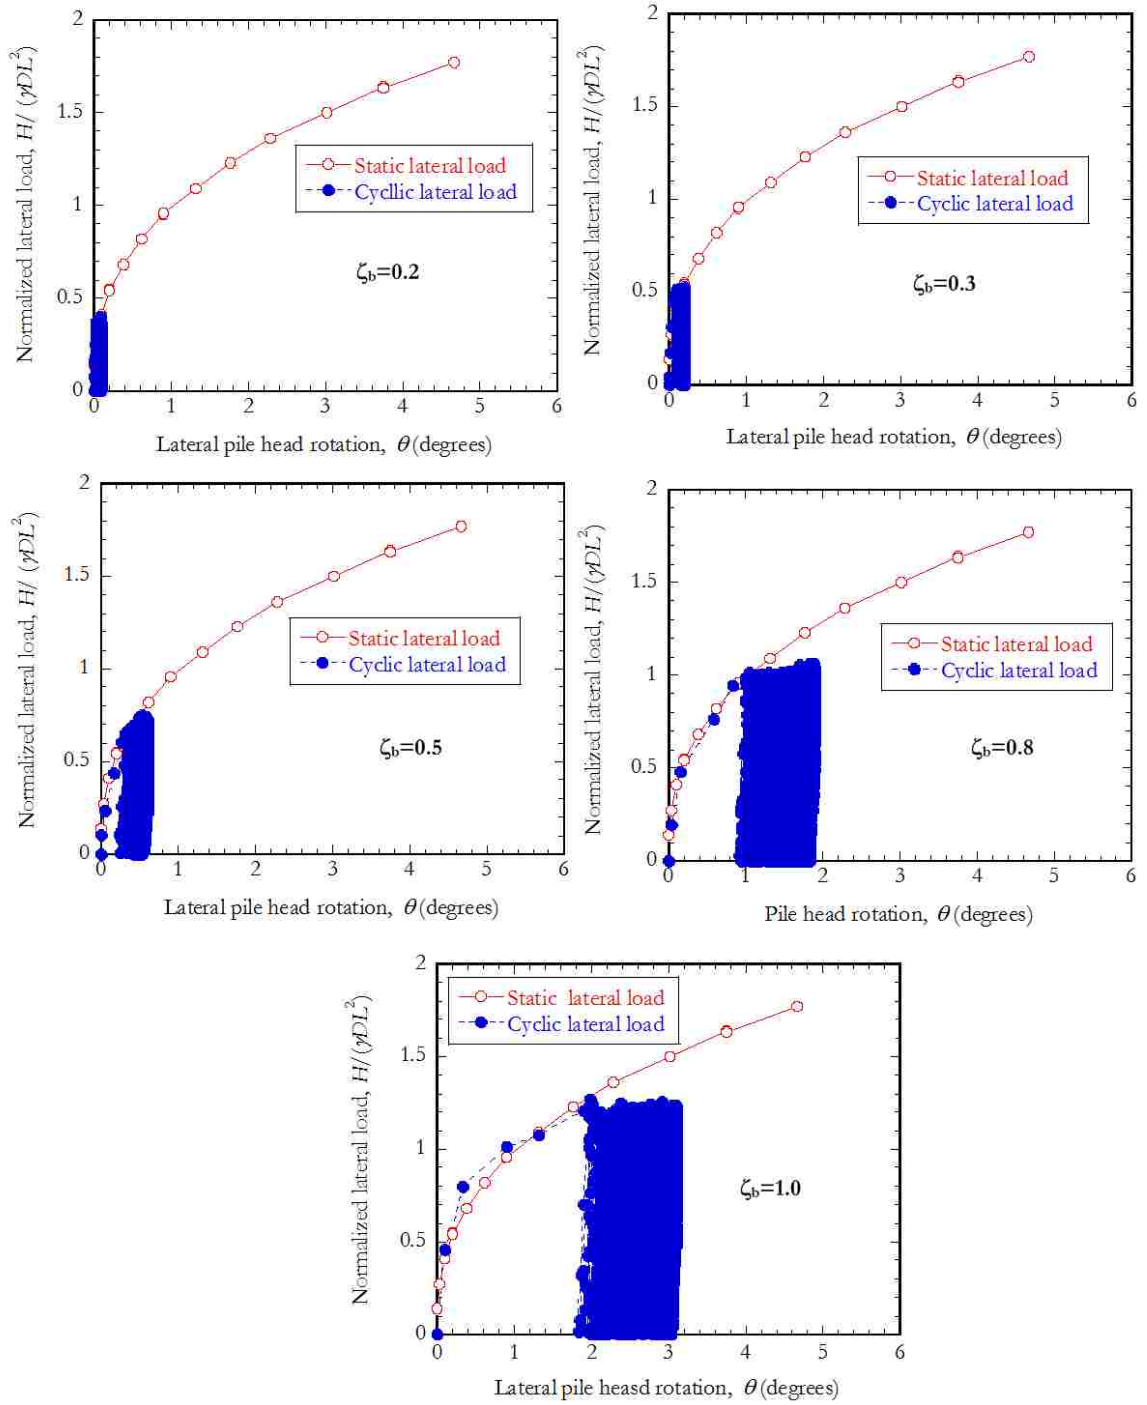 2
1.5
1
0.5
0
0 1 2 3 4 5 6
Normalized lateral load, H/ (γDL²)
Static lateral load
Cycllic lateral load
ζb=0.2
Lateral pile head rotation, θ (degrees)
2
1.5
1
0.5
0
0 1 2 3 4 5 6
Normalized lateral load, H/(γDL²)
Static lateral load
Cyclic lateral load
ζb=0.3
Lateral pile head rotation, θ (degrees)
2
1.5
1
0.5
0
0 1 2 3 4 5 6
Normalized lateral load, H/ (γDL²)
Static lateral load
Cyclic lateral load
ζb=0.5
Lateral pile head rotation, θ (degrees)
2
1.5
1
0.5
0
0 1 2 3 4 5 6
Normalized lateral load, H/(γDL²)
Static lateral load
Cyclic lateral load
ζb=0.8
Pile head rotation, θ (degrees)
2
1.5
1
0.5
0
0 1 2 3 4 5 6
Normalized lateral load, H/(γDL²)
Static lateral load
Cyclic lateral load
ζb=1.0
Lateral pile heasd rotation, θ (degrees)